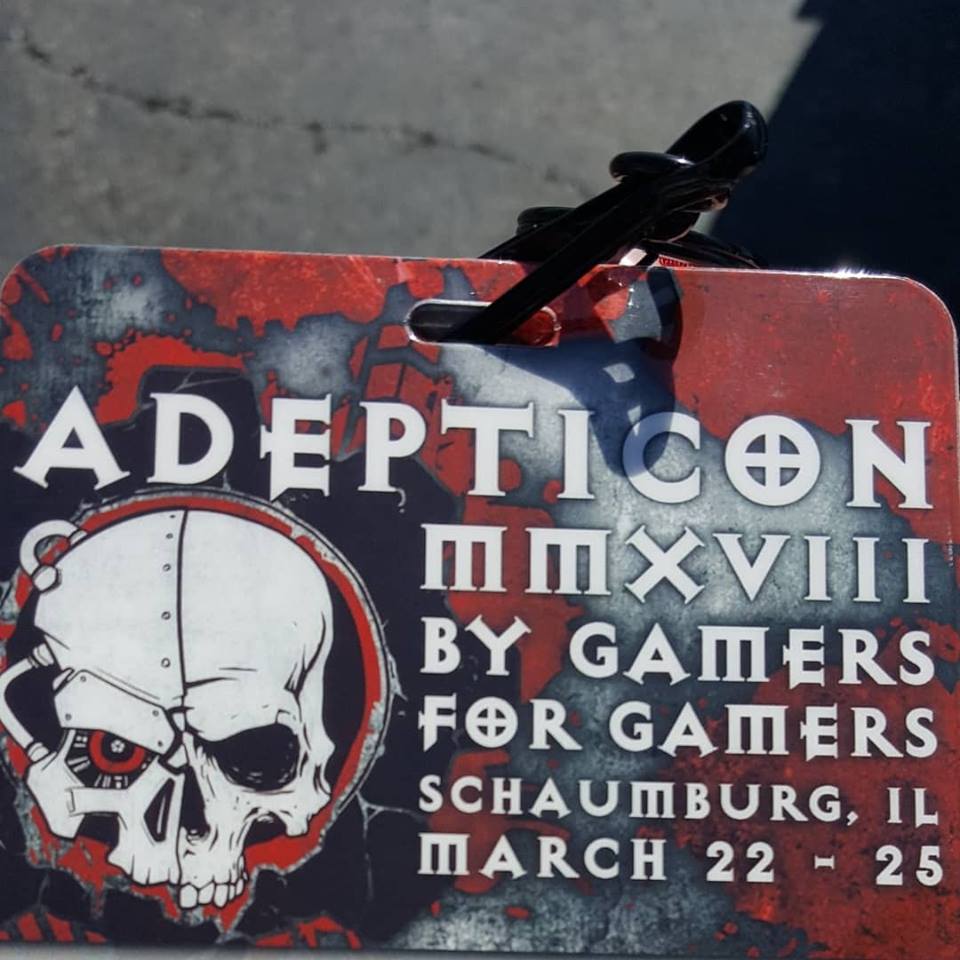 ADEPTICON
MMXVIII
BY GAMERS
FOR GAMERS
SCHAUMBURG, IL
MARCH 22 - 25